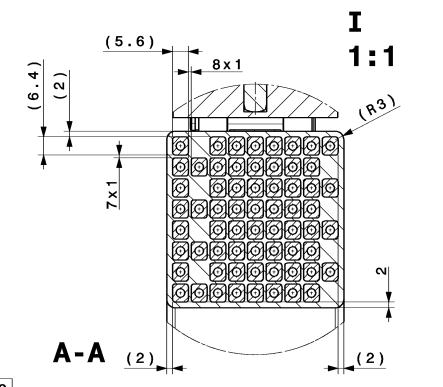 I
1:1
(5.6)
8x1
(6.4)
(2)
(R3)
7x1
2
A-A
(2)
(2)